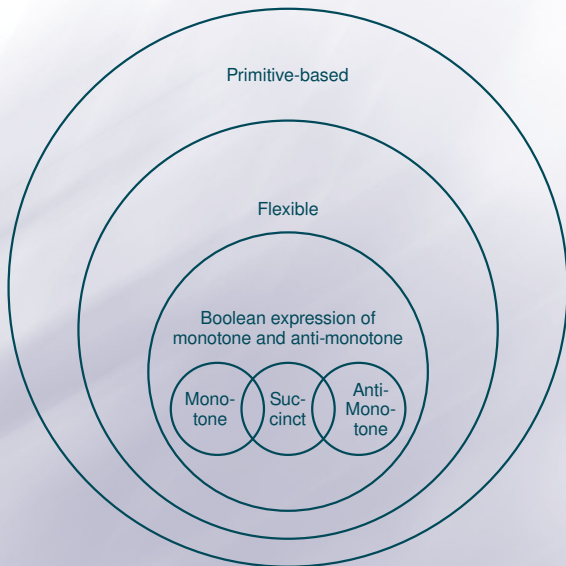 Primitive-based
Flexible
Boolean expression of
monotone and anti-monotone
Mono-
tone
Suc-
cinct
Anti-
Mono-
tone